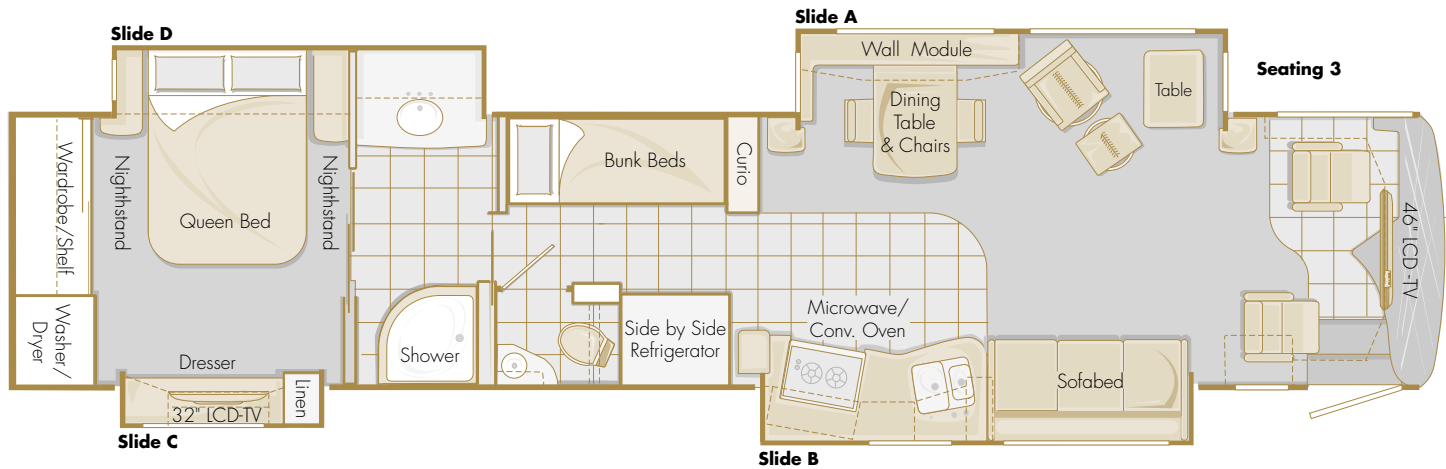 Slide D
Slide A
Seating 3
Wall Module
Table
Dining
Table
& Chairs
Bunk Beds
Curio
Wardrobe/Shelf
Nighthstand
Queen Bed
Nighthstand
46" LCD-TV
Washer/
Dryer
Dresser
Shower
Side by Side
Refrigerator
Microwave/
Conv. Oven
Sofabed
32" LCD-TV
Linen
Slide C
Slide B